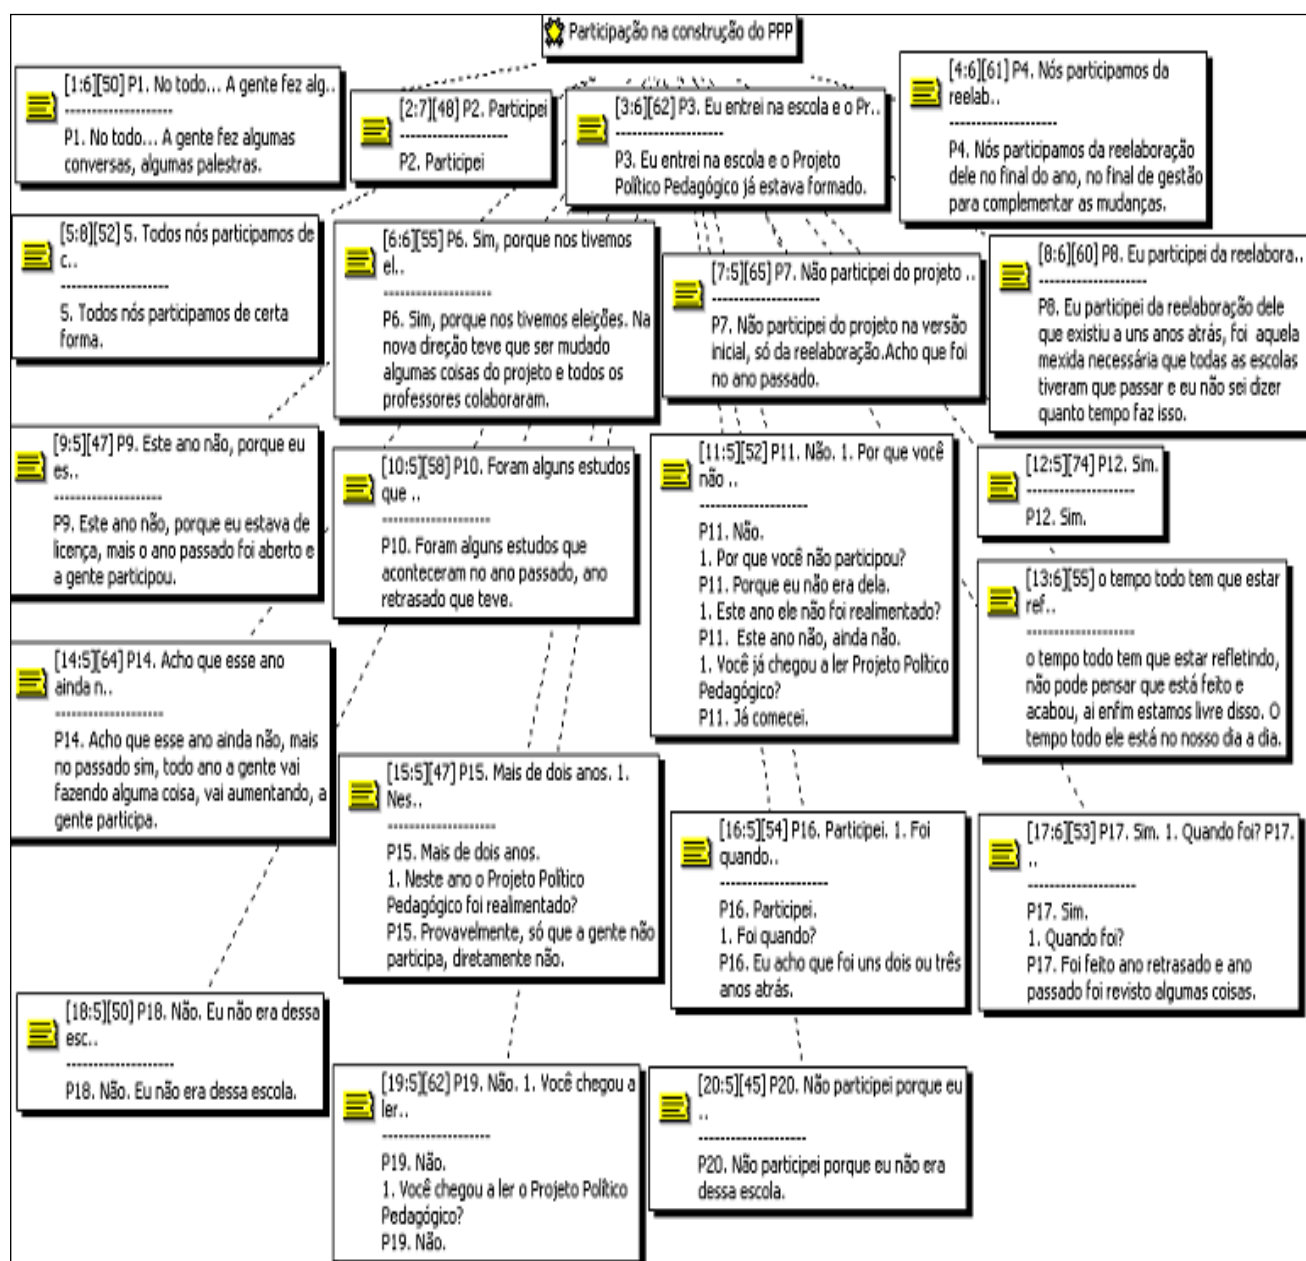 Participação na construção do PPP
[1:6][50] P1. No todo... A gente fez alg..
--------------------
P1. No todo... A gente fez algumas
conversas, algumas palestras.
[2:7][48] P2. Participei
--------------------
P2. Participei
[3:6][62] P3. Eu entrei na escola e o Pr..
--------------------
P3. Eu entrei na escola e o Projeto
Político Pedagógico já estava formado.
[4:6][61] P4. Nós participamos da
reelab..
--------------------
P4. Nós participamos da reelaboração
dele no final do ano, no final de gestão
para complementar as mudanças.
[5:8][52] 5. Todos nós participamos de
c..
--------------------
5. Todos nós participamos de certa
forma.
[6:6][55] P6. Sim, porque nos tivemos
el..
--------------------
P6. Sim, porque nos tivemos eleições. Na
nova direção teve que ser mudado
algumas coisas do projeto e todos os
professores colaboraram.
[7:5][65] P7. Não participei do projeto ..
--------------------
P7. Não participei do projeto na versão
inicial, só da reelaboração.Acho que foi
no ano passado.
[8:6][60] P8. Eu participei da reelabora..
--------------------
P8. Eu participei da reelaboração dele
que existiu a uns anos atrás, foi aquela
mexida necessária que todas as escolas
tiveram que passar e eu não sei dizer
quanto tempo faz isso.
[9:5][47] P9. Este ano não, porque eu
es..
--------------------
P9. Este ano não, porque eu estava de
licença, mais o ano passado foi aberto e
a gente participou.
[10:5][58] P10. Foram alguns estudos
que ..
--------------------
P10. Foram alguns estudos que
aconteceram no ano passado, ano
retrasado que teve.
[11:5][52] P11. Não. 1. Por que você
não ..
--------------------
P11. Não.
1. Por que você não participou?
P11. Porque eu não era dela.
1. Este ano ele não foi realimentado?
P11. Este ano não, ainda não.
1. Você já chegou a ler Projeto Político
Pedagógico?
P11. Já comecei.
[12:5][74] P12. Sim.
--------------------
P12. Sim.
[13:6][55] o tempo todo tem que estar
ref..
--------------------
o tempo todo tem que estar refletindo,
não pode pensar que está feito e
acabou, ai enfim estamos livre disso. O
tempo todo ele está no nosso dia a dia.
[14:5][64] P14. Acho que esse ano
ainda n..
--------------------
P14. Acho que esse ano ainda não, mais
no passado sim, todo ano a gente vai
fazendo alguma coisa, vai aumentando, a
gente participa.
[15:5][47] P15. Mais de dois anos. 1.
Nes..
--------------------
P15. Mais de dois anos.
1. Neste ano o Projeto Político
Pedagógico foi realimentado?
P15. Provavelmente, só que a gente não
participa, diretamente não.
[16:5][54] P16. Participei. 1. Foi
quando..
--------------------
P16. Participei.
1. Foi quando?
P16. Eu acho que foi uns dois ou três
anos atrás.
[17:6][53] P17. Sim. 1. Quando foi? P17.
..
--------------------
P17. Sim.
1. Quando foi?
P17. Foi feito ano retrasado e ano
passado foi revisto algumas coisas.
[18:5][50] P18. Não. Eu não era dessa
esc..
--------------------
P18. Não. Eu não era dessa escola.
[19:5][62] P19. Não. 1. Você chegou a
ler..
--------------------
P19. Não.
1. Você chegou a ler o Projeto Político
Pedagógico?
P19. Não.
[20:5][45] P20. Não participei porque eu
..
--------------------
P20. Não participei porque eu não era
dessa escola.